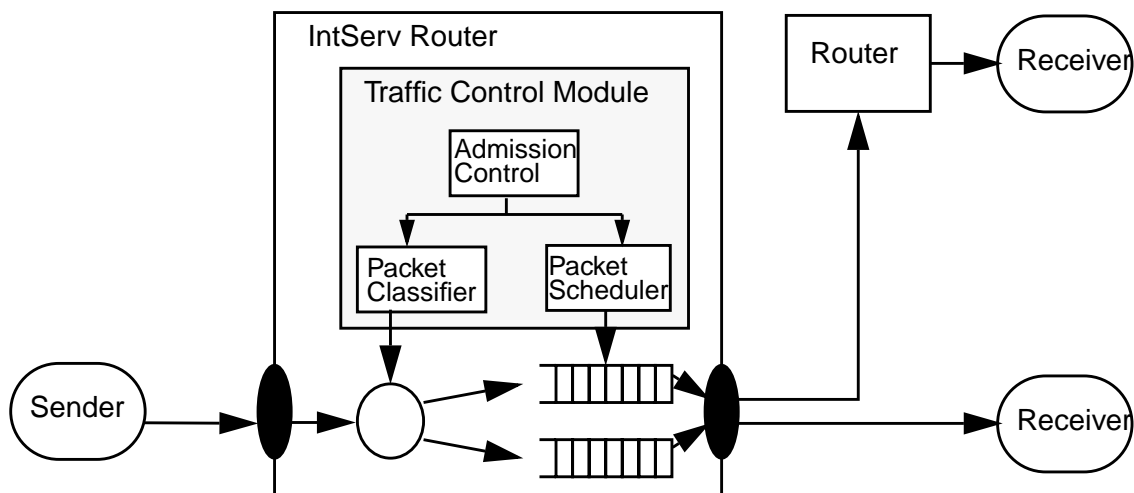 IntServ Router
Traffic Control Module
Admission
Control
Packet
Classifier
Packet
Scheduler
Router
Receiver
Sender
Receiver